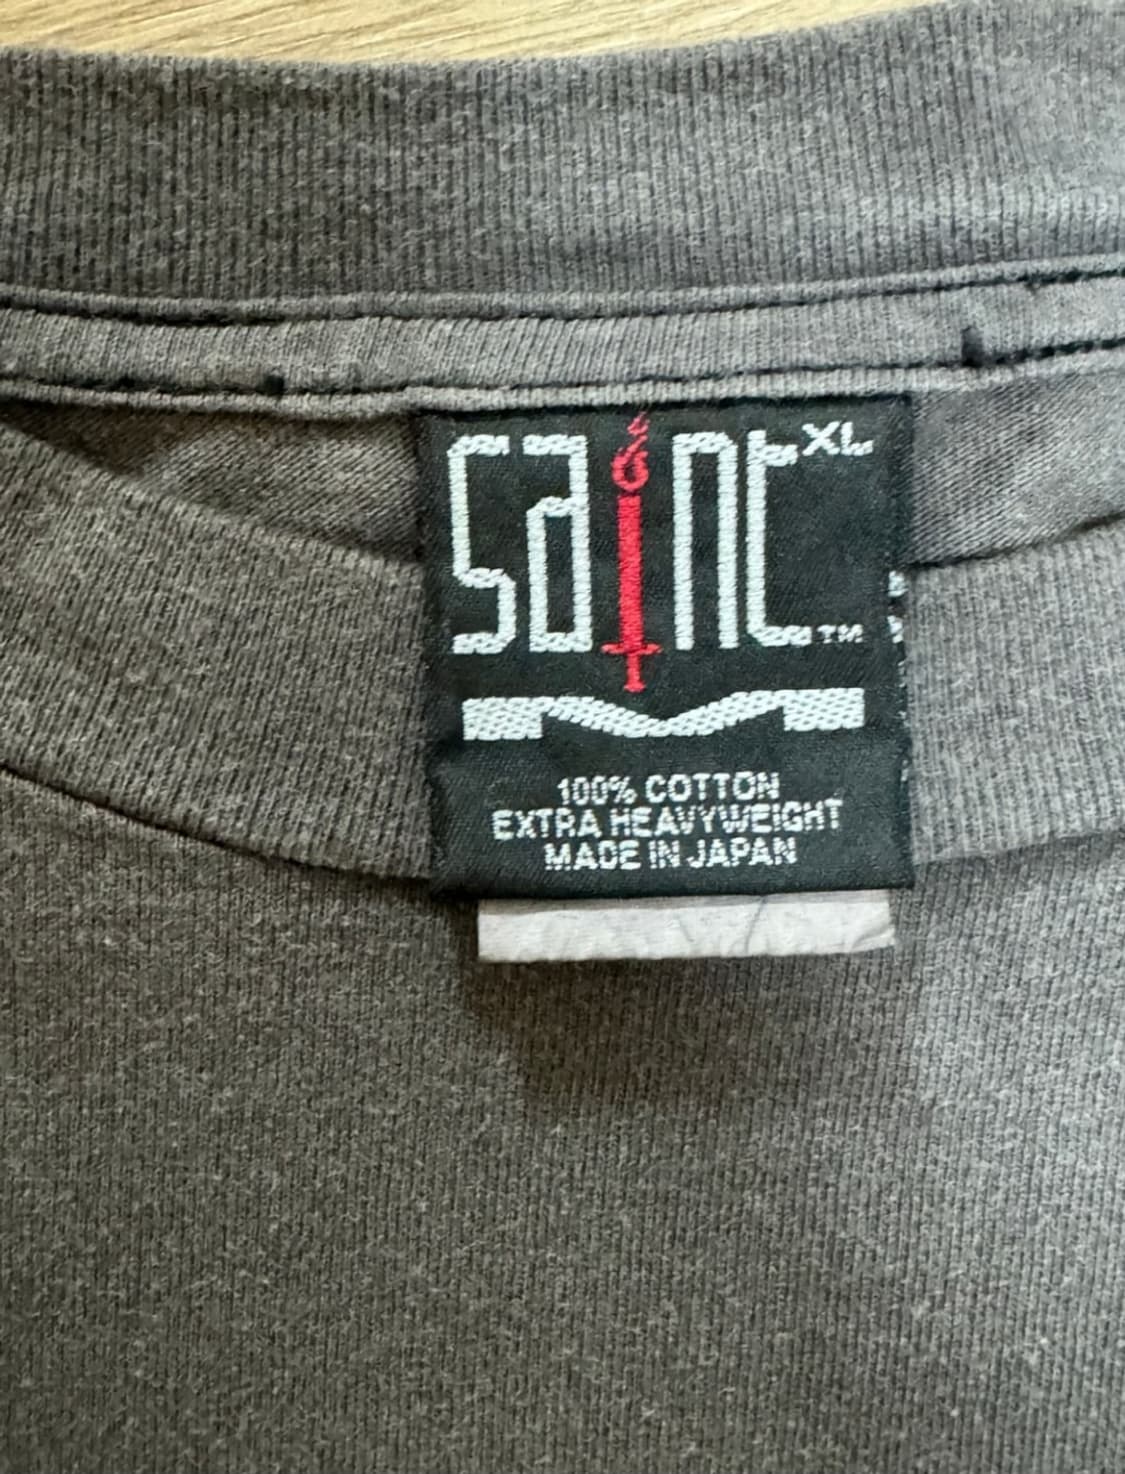 saint XL
TM
100% COTTON
EXTRA HEAVYWEIGHT
MADE IN JAPAN